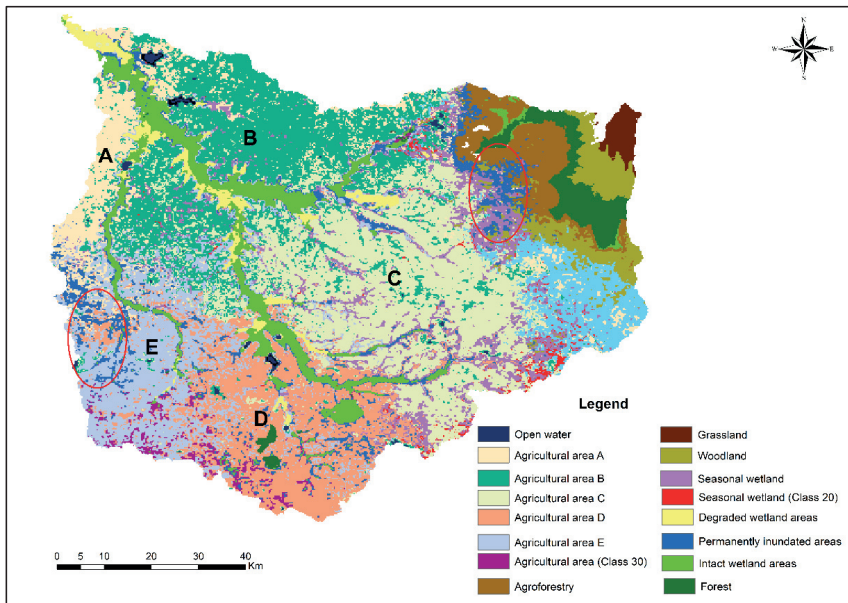 N
W E
S
A
B
C
E
D
Legend
Open water
Agricultural area A
Agricultural area B
Agricultural area C
Agricultural area D
Agricultural area E
Agricultural area (Class 30)
Agroforestry
Grassland
Woodland
Seasonal wetland
Seasonal wetland (Class 20)
Degraded wetland areas
Permanently inundated areas
Intact wetland areas
Forest
0 5 10 20 30 40
Km